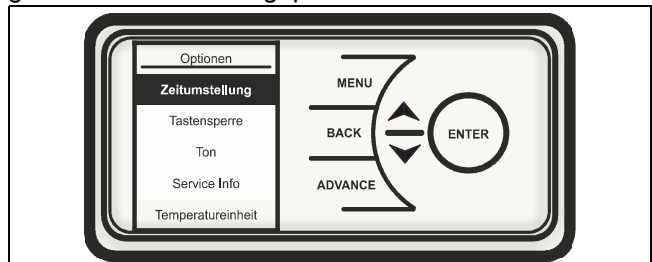 Optionen
Zeitumstellung
Tastensperre
Ton
Service Info
Temperatureinheit
MENU
BACK
ADVANCE
ENTER